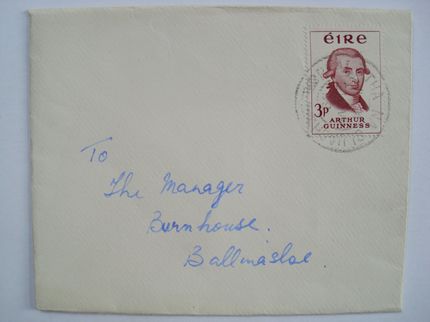 éIRe
3p
ARTHUR
GUINNESS
To
The Manager
Burnhouse.
Ballinasloe.